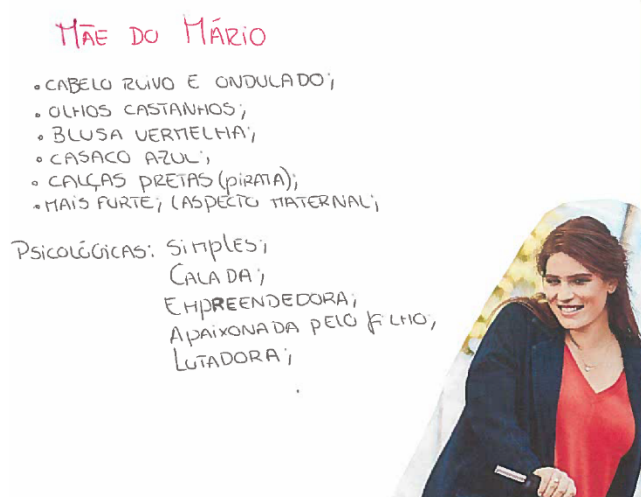 MÃE DO MÁRIO
• CABELO RUIVO E ONDULADO;
• OLHOS CASTANHOS;
• BLUSA VERMELHA;
• CASACO AZUL;
• CALÇAS PRETAS (PIRATA);
• MAIS FORTE; (ASPECTO MATERNAL;
PSICOLÓGICAS: SIMPLES;
CALADA;
EMPREENDEDORA;
APAIXONADA PELO FILHO;
LUTADORA;